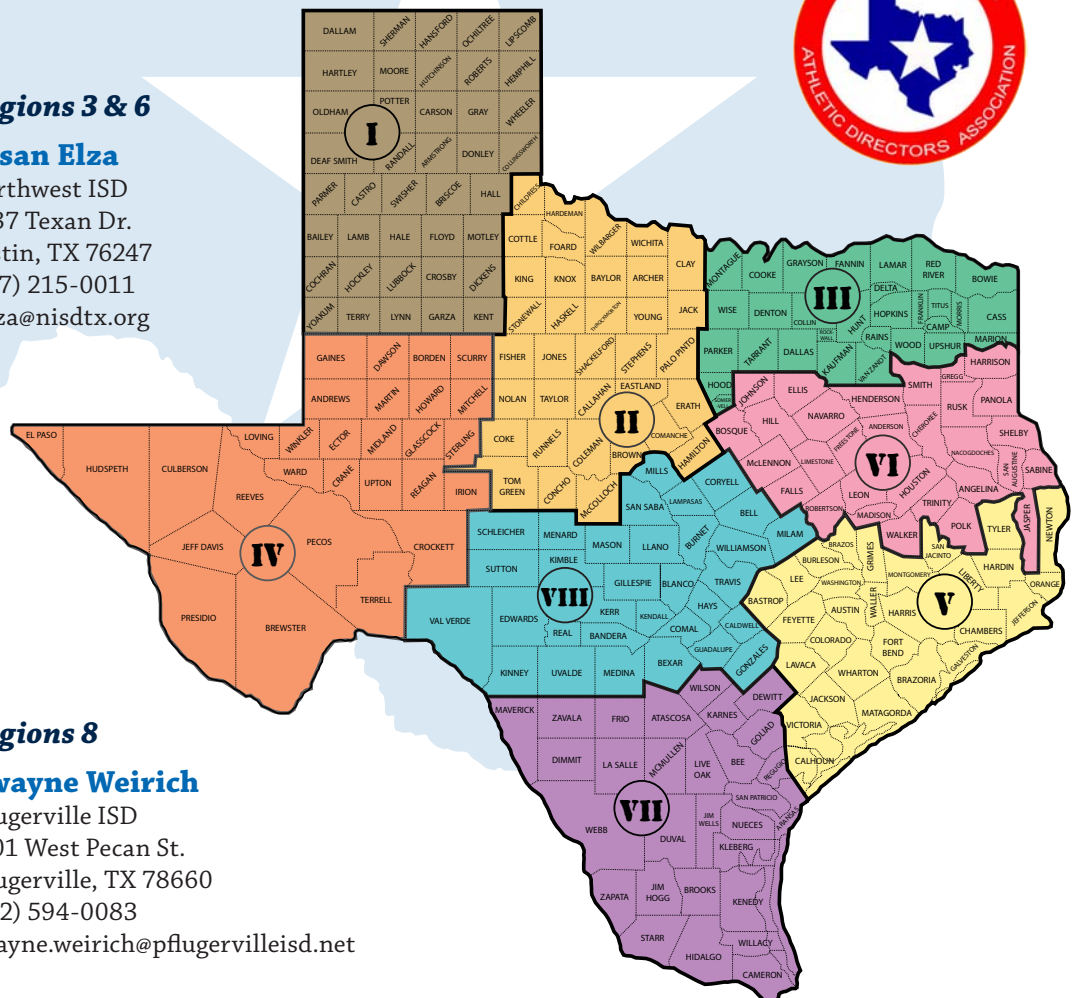 gions 3 & 6
san Elza
rthwest ISD
37 Texan Dr.
stin, TX 76247
7) 215-0011
za@nisdtx.org
ATHLETIC DIRECTORS ASSOCIATION
DALLAM
SHERMAN
HANSFORD
OCHILTREE
LIPSCOMB
HARTLEY
MOORE
HUTCHINSON
ROBERTS
HEMPHILL
OLDHAM
POTTER
CARSON
GRAY
WHEELER
I
DEAF SMITH
RANDALL
ARMSTRONG
DONLEY
COLLINGSWORTH
PARMER
CASTRO
SWISHER
BRISCOE
HALL
BAILEY
LAMB
HALE
FLOYD
MOTLEY
COCHRAN
HOCKLEY
LUBBOCK
CROSBY
DICKENS
YOAKUM
TERRY
LYNN
GARZA
KENT
CHILDRESS
HARDEMAN
COTTLE
FOARD
WILBARGER
WICHITA
CLAY
KING
KNOX
BAYLOR
ARCHER
STONEWALL
HASKELL
THROCKMORTON
YOUNG
JACK
FISHER
JONES
SHACKELFORD
STEPHENS
PALO PINTO
NOLAN
TAYLOR
CALLAHAN
EASTLAND
ERATH
II
COKE
RUNNELS
COLEMAN
BROWN
COMANCHE
HAMILTON
TOM
GREEN
CONCHO
McCULLOCH
MONTAGUE
COOKE
GRAYSON
FANNIN
LAMAR
RED
RIVER
BOWIE
III
WISE
DENTON
COLLIN
HUNT
DELTA
HOPKINS
FRANKLIN
TITUS
MORRIS
CASS
CAMP
PARKER
TARRANT
DALLAS
ROCK
WALL
KAUFMAN
RAINS
VAN ZANDT
WOOD
UPSHUR
MARION
HOOD
SOMER
VELL
JOHNSON
ELLIS
HENDERSON
SMITH
GREGG
HARRISON
BOSQUE
HILL
NAVARRO
ANDERSON
CHEROKEE
RUSK
PANOLA
FREESTONE
VI
McLENNON
LIMESTONE
NACOGDOCHES
SHELBY
SAN
AUGUSTINE
SABINE
FALLS
LEON
HOUSTON
ANGELINA
ROBERTSON
MADISON
TRINITY
WALKER
POLK
JASPER
GAINES
DAWSON
BORDEN
SCURRY
ANDREWS
MARTIN
HOWARD
MITCHELL
EL PASO
HUDSPETH
CULBERSON
LOVING
WINKLER
ECTOR
MIDLAND
GLASSCOCK
STERLING
WARD
CRANE
UPTON
REAGAN
IRION
REEVES
JEFF DAVIS
IV
PECOS
CROCKETT
TERRELL
PRESIDIO
BREWSTER
MILLS
CORYELL
SAN SABA
LAMPASAS
BELL
SCHLEICHER
MENARD
MASON
LLANO
BURNET
MILAM
WILLIAMSON
SUTTON
KIMBLE
VIII
GILLESPIE
BLANCO
TRAVIS
VAL VERDE
EDWARDS
KERR
KENDALL
HAYS
REAL
BANDERA
COMAL
CALDWELL
GUADALUPE
KINNEY
UVALDE
MEDINA
BEXAR
GONZALES
TYLER
NEWTON
BRAZOS
GRIMES
SAN
JACINTO
BURLESON
MONTGOMERY
LIBERTY
HARDIN
LEE
WASHINGTON
WALLER
ORANGE
BASTROP
FEYETTE
AUSTIN
HARRIS
V
JEFFERSON
CHAMBERS
COLORADO
FORT
BEND
LAVACA
WHARTON
BRAZORIA
GALVESTON
JACKSON
MATAGORDA
VICTORIA
CALHOUN
MAVERICK
ZAVALA
FRIO
ATASCOSA
WILSON
KARNES
DEWITT
GOLIAD
DIMMIT
LA SALLE
MCMULLEN
LIVE
OAK
BEE
REGUGIO
VII
SAN PATRICIO
WEBB
DUVAL
JIM
WELLS
NUECES
ARANSAS
KLEBERG
ZAPATA
JIM
HOGG
BROOKS
KENEDY
STARR
HIDALGO
WILLACY
CAMERON
gions 8
wayne Weirich
ugerville ISD
01 West Pecan St.
ugerville, TX 78660
2) 594-0083
ayne.weirich@pflugervilleisd.net